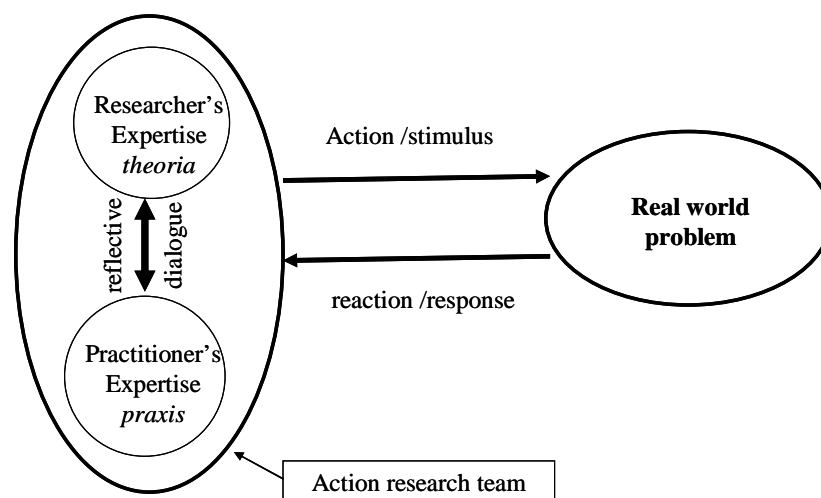 Researcher's
Expertise
theoria
reflective
dialogue
Practitioner's
Expertise
praxis
Action /stimulus
reaction /response
Real world
problem
Action research team